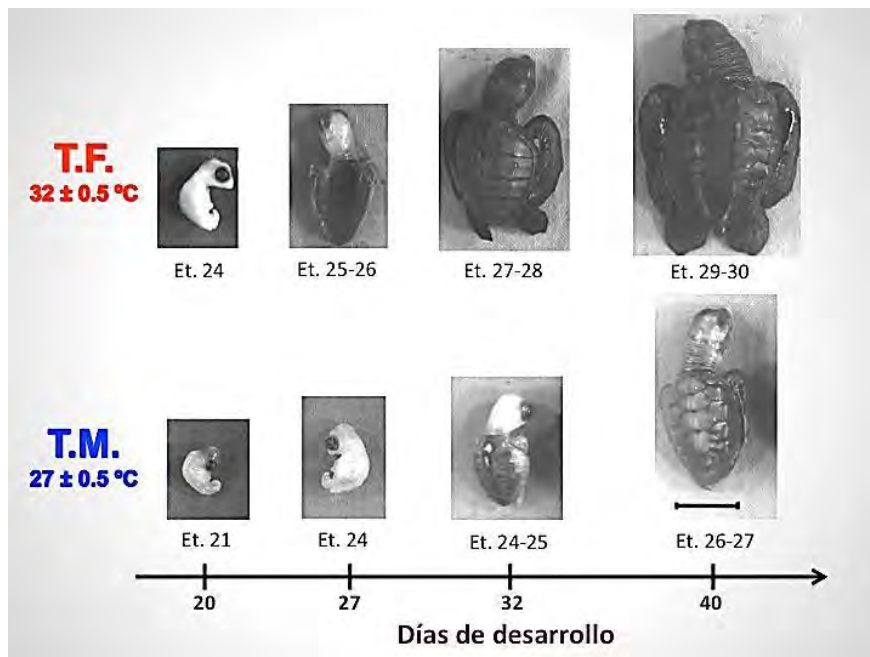 T.F.
32 ± 0.5 ºC
Et. 24
Et. 25-26
Et. 27-28
Et. 29-30
T.M.
27 ± 0.5 ºC
Et. 21
Et. 24
Et. 24-25
Et. 26-27
20
27
32
40
Días de desarrollo